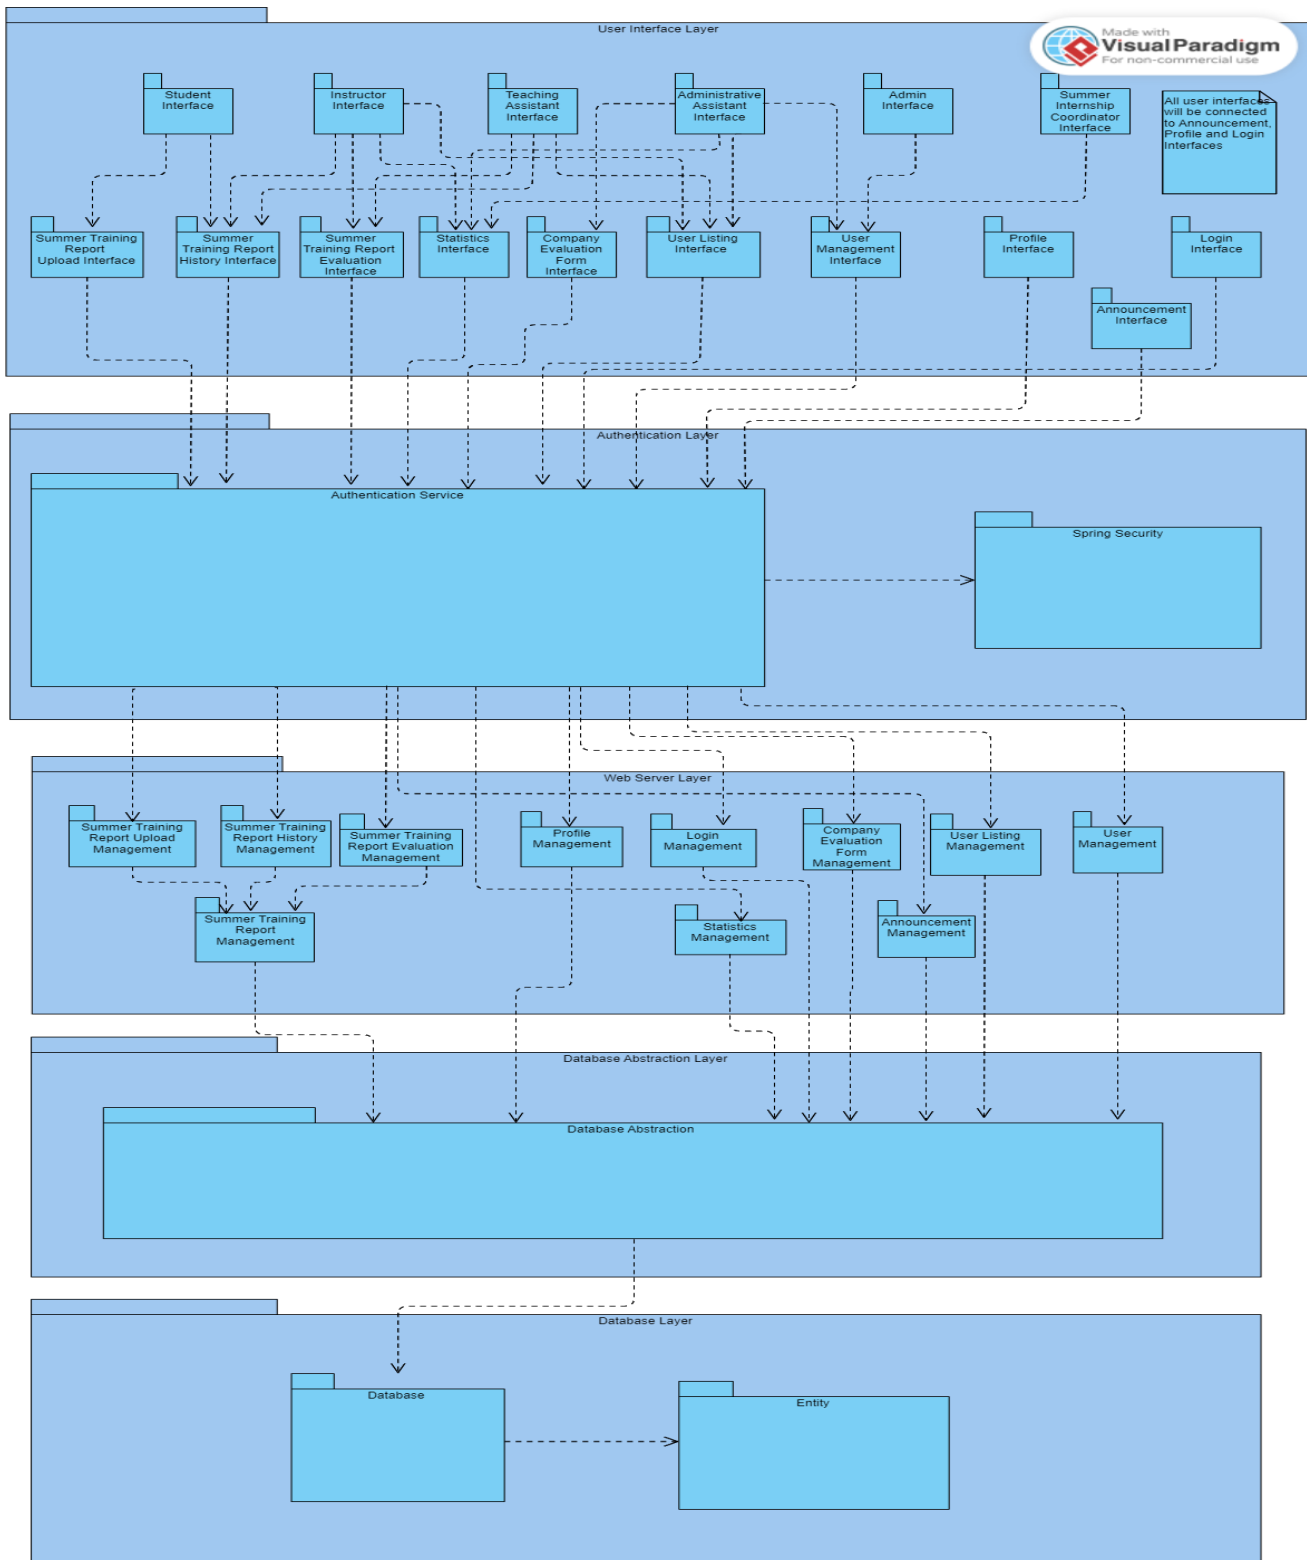 User Interface Layer
Made with
Visual Paradigm
For non-commercial use
Student
Interface
Instructor
Interface
Teaching
Assistant
Interface
Administrative
Assistant
Interface
Admin
Interface
Summer
Internship
Coordinator
Interface
All user interfaces
will be connected
to Announcement,
Profile and Login
Interfaces
Summer Training
Report
Upload Interface
Summer
Training Report
History Interface
Summer
Training Report
Evaluation
Interface
Statistics
Interface
Company
Evaluation
Form
Interface
User Listing
Interface
User
Management
Interface
Profile
Interface
Login
Interface
Announcement
Interface
Authentication Layer
Authentication Service
Spring Security
Web Server Layer
Summer Training
Report Upload
Management
Summer Training
Report History
Management
Summer Training
Report Evaluation
Management
Profile
Management
Login
Management
Company
Evaluation
Form
Management
User Listing
Management
User
Management
Summer Training
Report
Management
Statistics
Management
Announcement
Management
Database Abstraction Layer
Database Abstraction
Database Layer
Database
Entity